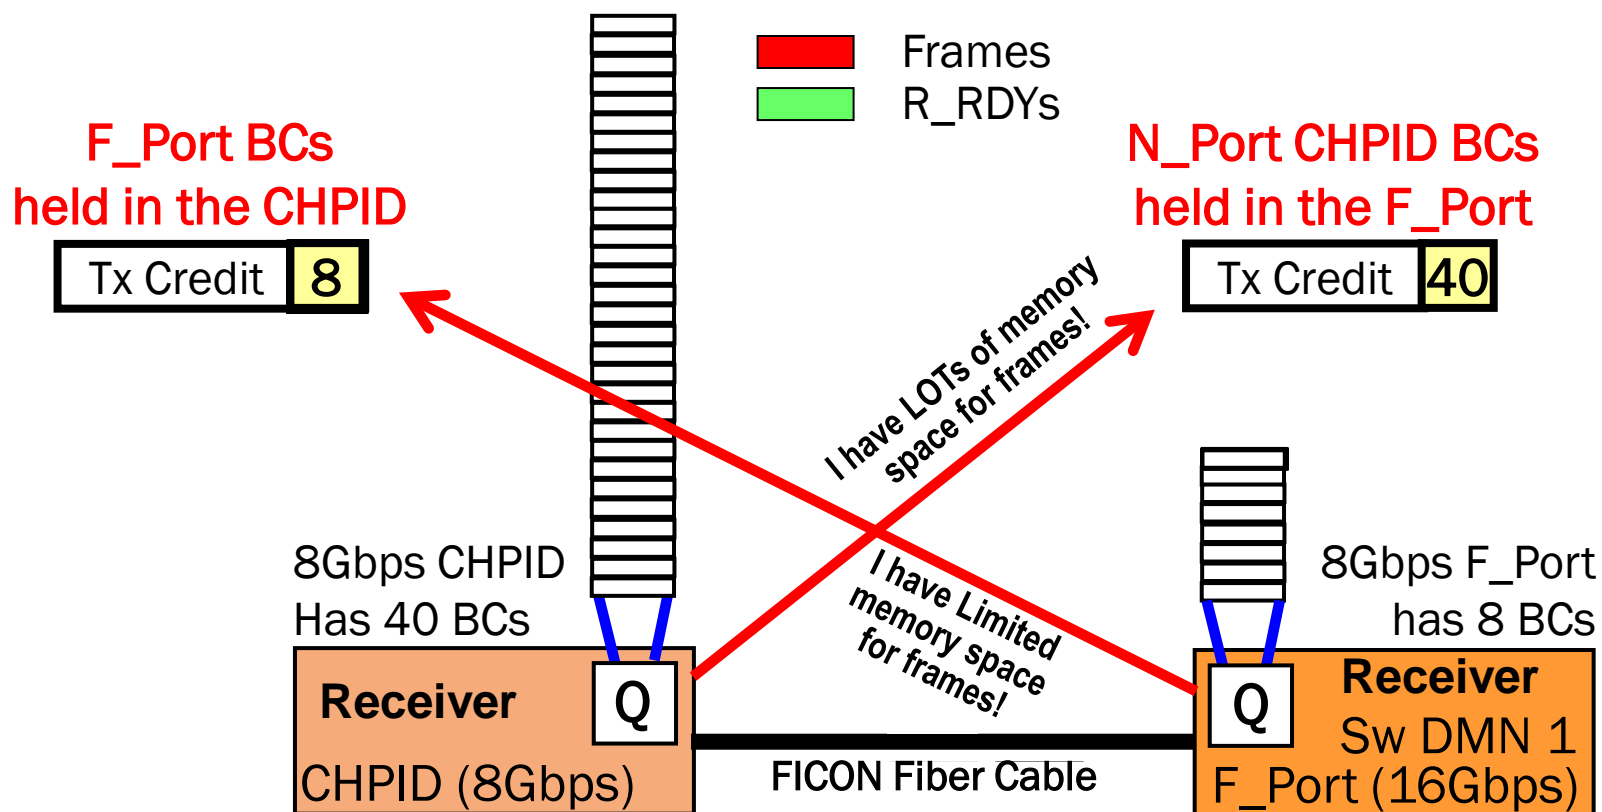 Frames
R_RDYs
F_Port BCs
held in the CHPID
Tx Credit 8
N_Port CHPID BCs
held in the F_Port
Tx Credit 40
I have LOTs of memory
space for frames!
I have Limited
memory space
for frames!
8Gbps CHPID
Has 40 BCs
8Gbps F_Port
has 8 BCs
Receiver
Q
CHPID (8Gbps)
FICON Fiber Cable
Q
Receiver
Sw DMN 1
F_Port (16Gbps)